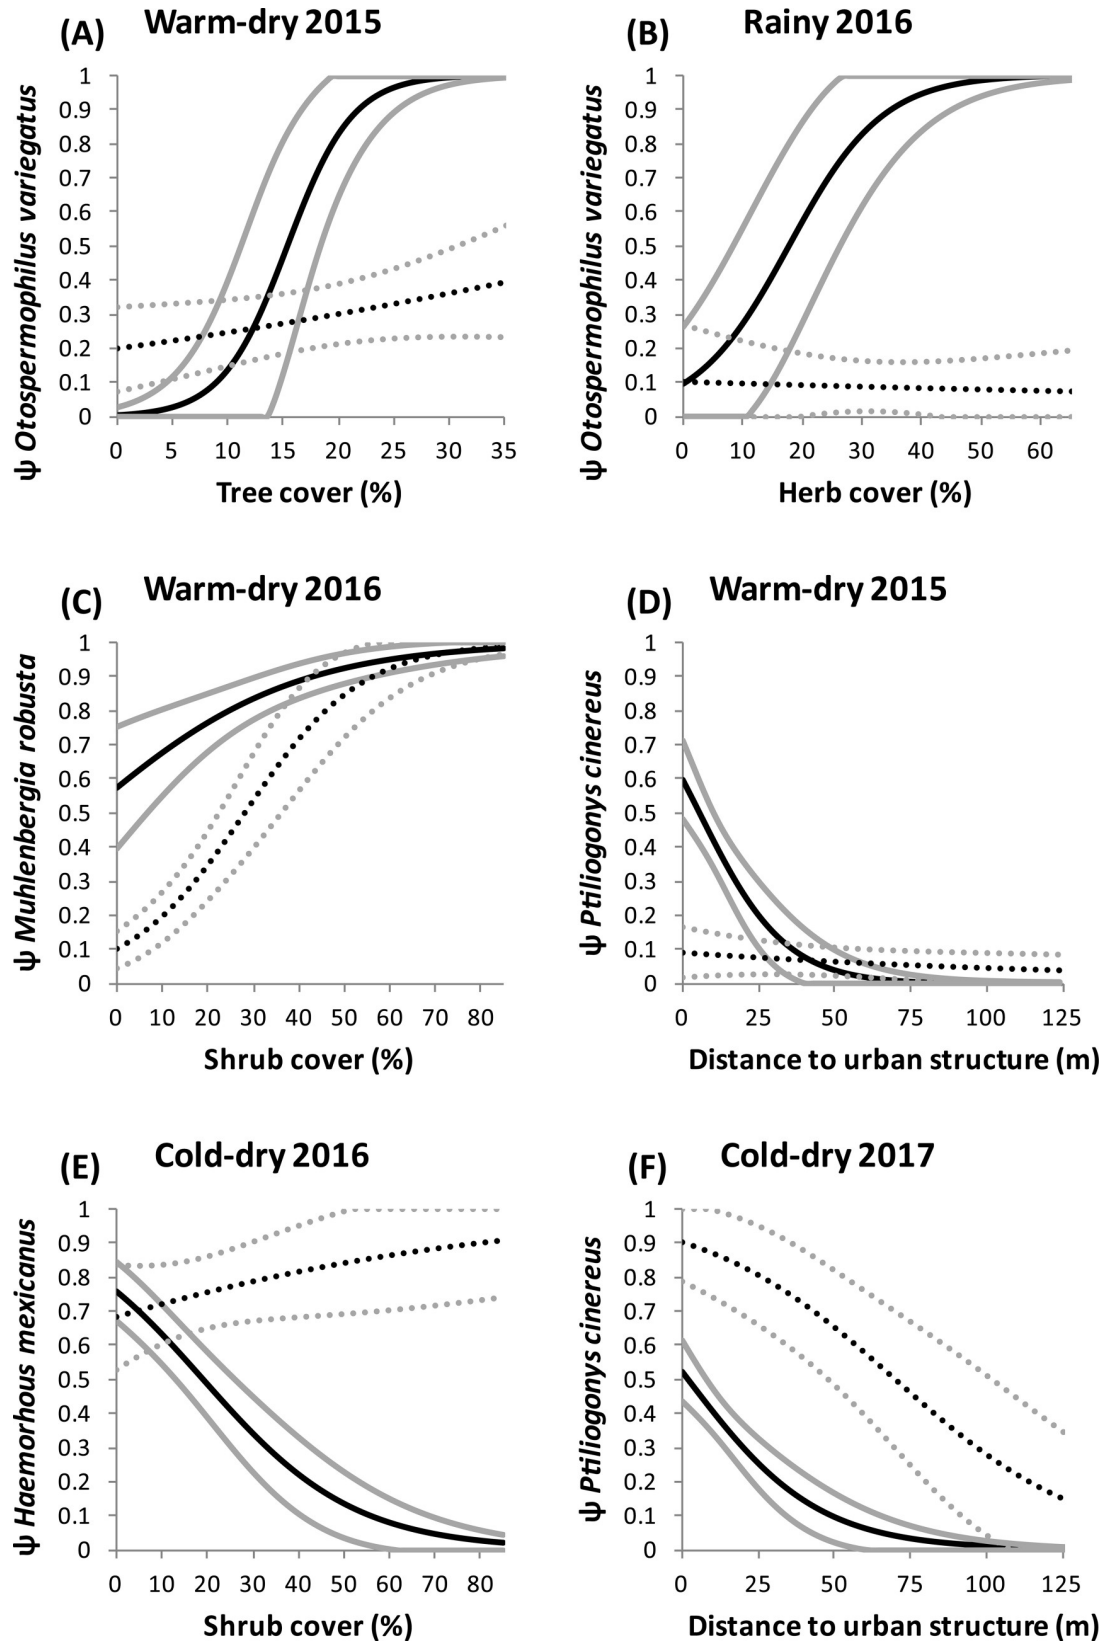 (A) Warm-dry 2015
ψ Otospermophilus variegatus
1
0.9
0.8
0.7
0.6
0.5
0.4
0.3
0.2
0.1
0
0 5 10 15 20 25 30 35
Tree cover (%)
(B) Rainy 2016
ψ Otospermophilus variegatus
1
0.9
0.8
0.7
0.6
0.5
0.4
0.3
0.2
0.1
0
0 10 20 30 40 50 60
Herb cover (%)
(C) Warm-dry 2016
ψ Muhlenbergia robusta
1
0.9
0.8
0.7
0.6
0.5
0.4
0.3
0.2
0.1
0
0 10 20 30 40 50 60 70 80
Shrub cover (%)
(D) Warm-dry 2015
ψ Ptiliogonys cinereus
1
0.9
0.8
0.7
0.6
0.5
0.4
0.3
0.2
0.1
0
0 25 50 75 100 125
Distance to urban structure (m)
(E) Cold-dry 2016
ψ Haemorhous mexicanus
1
0.9
0.8
0.7
0.6
0.5
0.4
0.3
0.2
0.1
0
0 10 20 30 40 50 60 70 80
Shrub cover (%)
(F) Cold-dry 2017
ψ Ptiliogonys cinereus
1
0.9
0.8
0.7
0.6
0.5
0.4
0.3
0.2
0.1
0
0 25 50 75 100 125
Distance to urban structure (m)